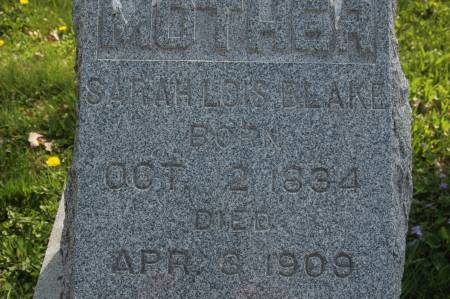 MOTHER
SARAH LOIS BLAKE
BORN
OCT. 2 1834
DIED
APR. 3. 1909